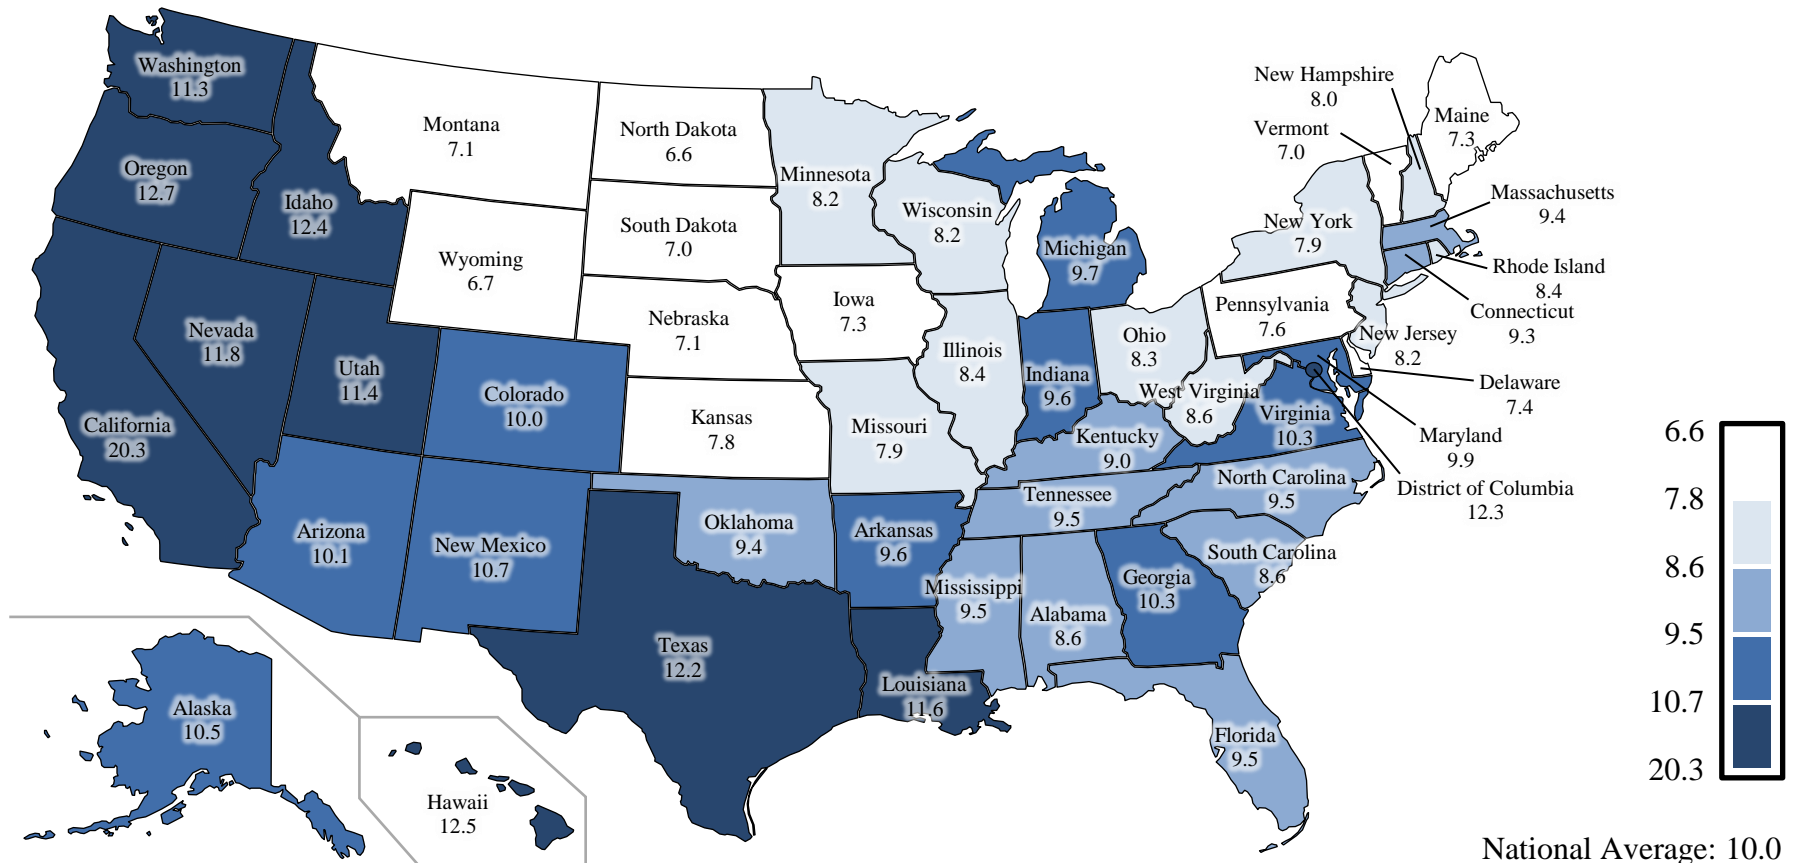 Washington
11.3
Oregon
12.7
Idaho
12.4
Montana
7.1
North Dakota
6.6
Minnesota
8.2
Wisconsin
8.2
Michigan
9.7
New Hampshire
8.0
Vermont
7.0
Maine
7.3
Massachusetts
9.4
New York
7.9
Rhode Island
8.4
Connecticut
9.3
South Dakota
7.0
Wyoming
6.7
Nebraska
7.1
Iowa
7.3
Pennsylvania
7.6
New Jersey
8.2
Delaware
7.4
Nevada
11.8
Utah
11.4
Colorado
10.0
California
20.3
Kansas
7.8
Missouri
7.9
Illinois
8.4
Indiana
9.6
Ohio
8.3
West Virginia
8.6
Kentucky
9.0
Virginia
10.3
Maryland
9.9
District of Columbia
12.3
North Carolina
9.5
Tennessee
9.5
Arizona
10.1
New Mexico
10.7
Oklahoma
9.4
Arkansas
9.6
Mississippi
9.5
Alabama
8.6
Georgia
10.3
South Carolina
8.6
Texas
12.2
Louisiana
11.6
Florida
9.5
Alaska
10.5
Hawaii
12.5
6.6
7.8
8.6
9.5
10.7
20.3
National Average: 10.0